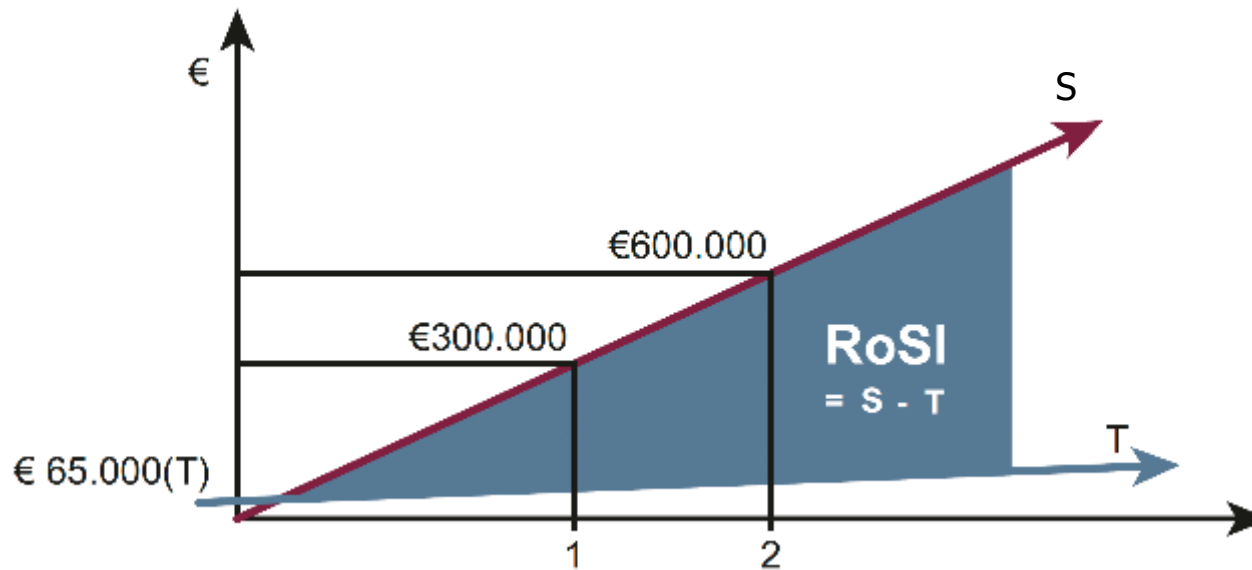 €
S
€600.000
€300.000
RoSI
= S - T
T
€ 65.000(T)
1
2